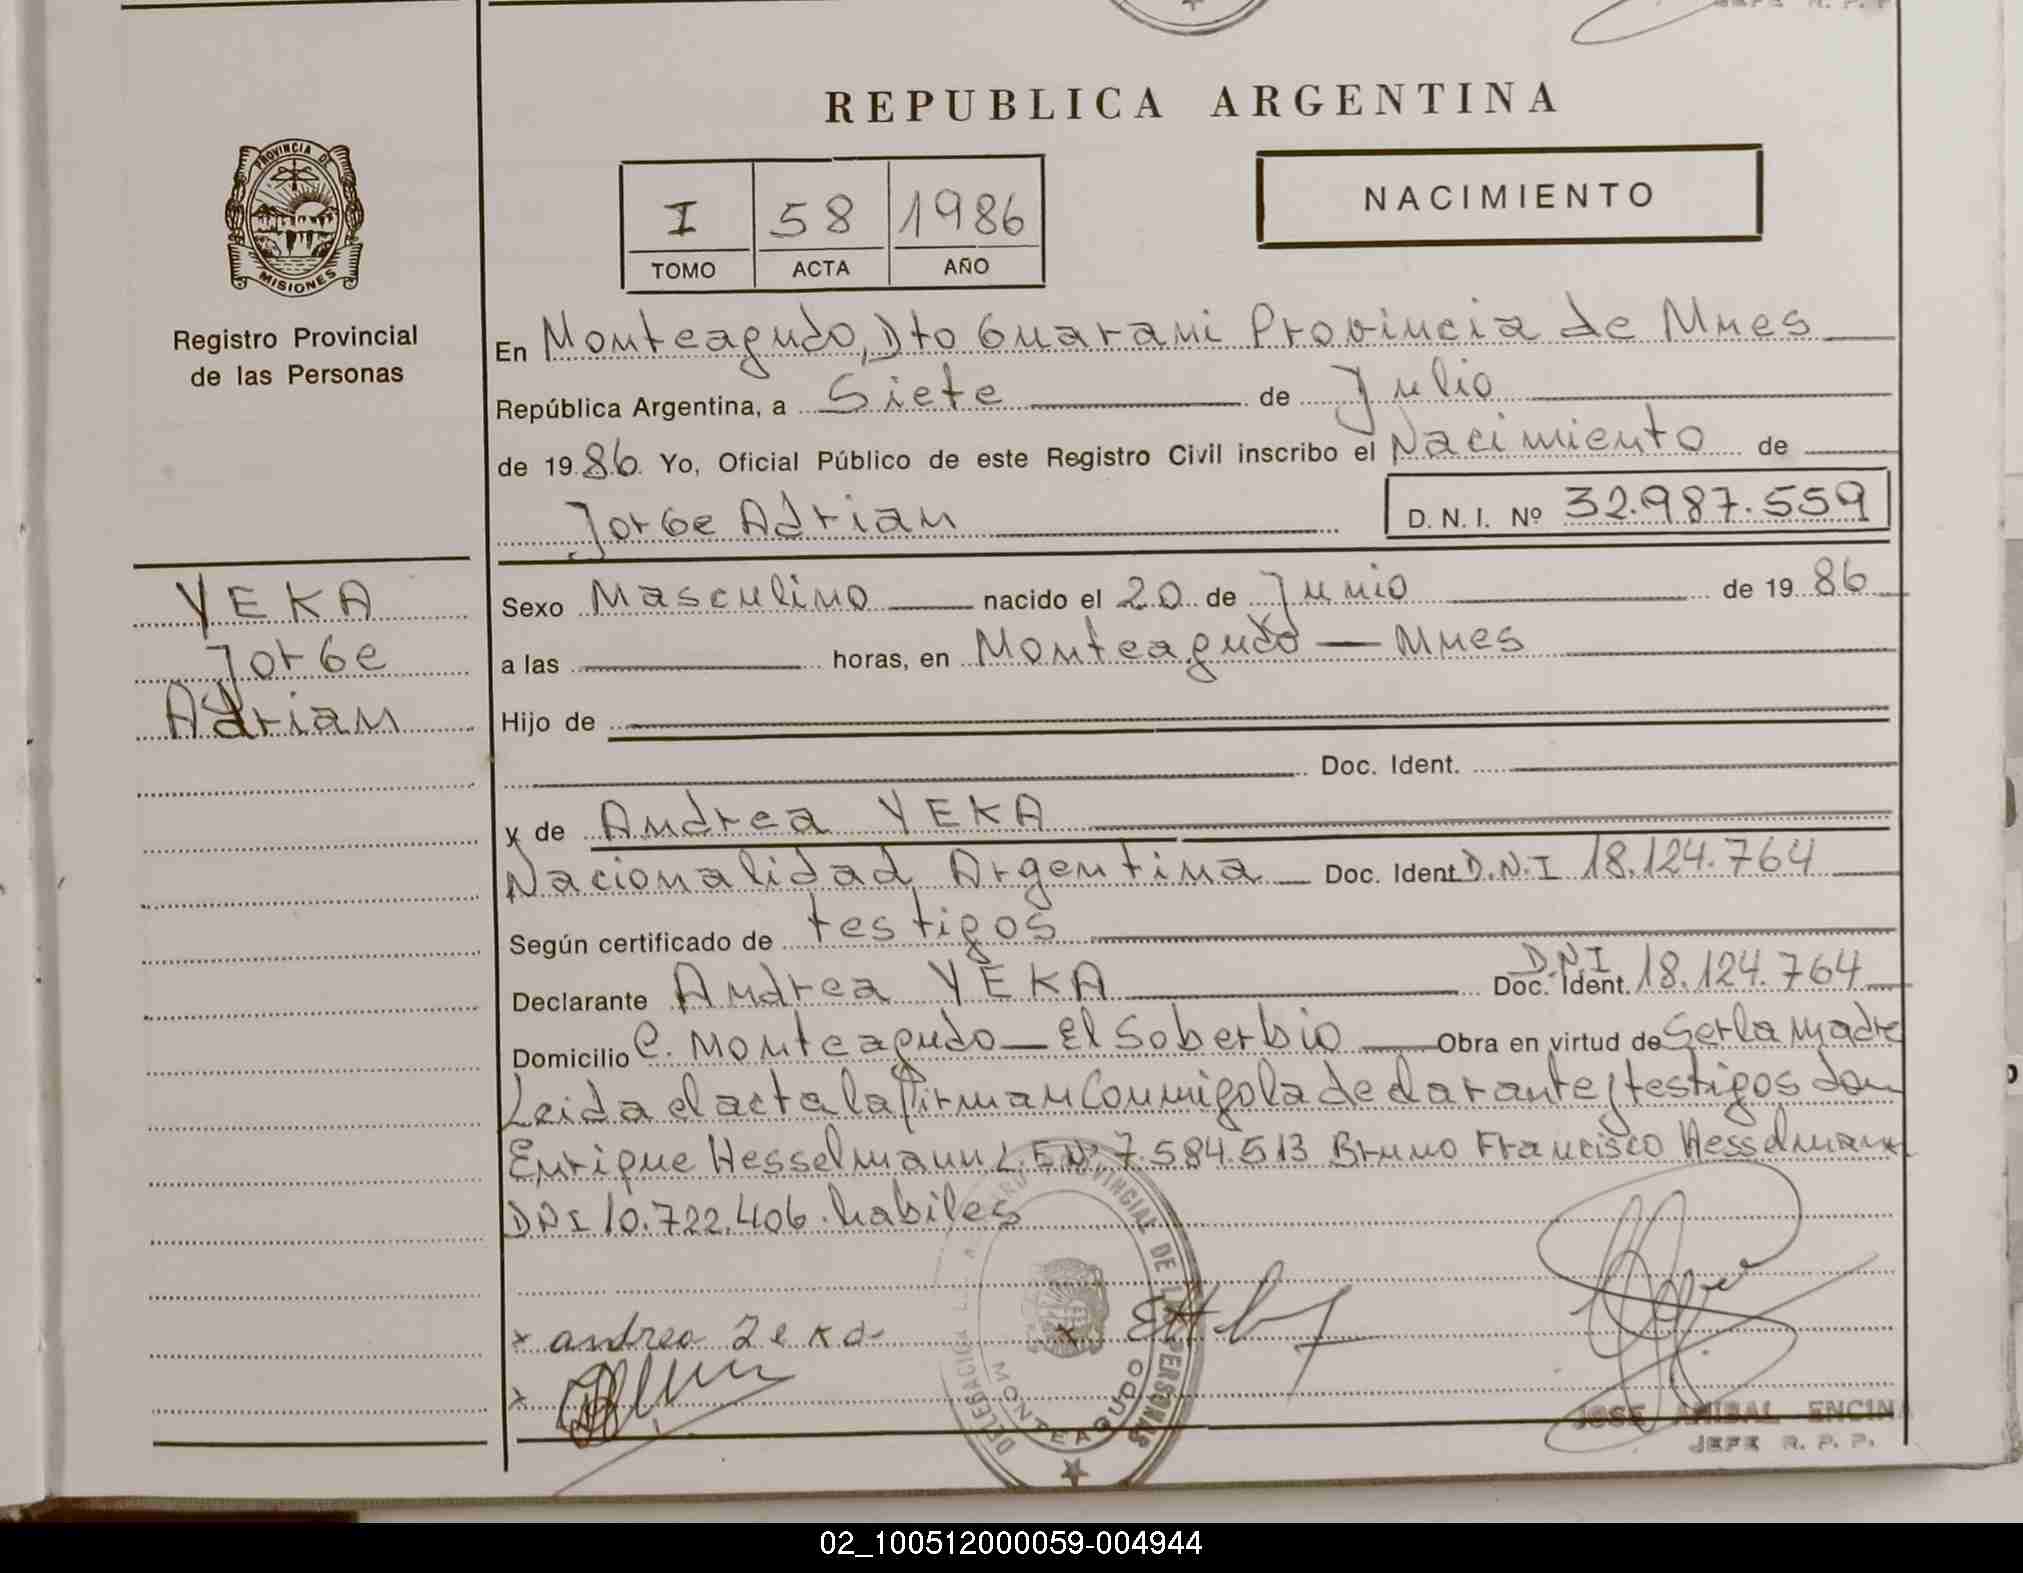 REPUBLICA ARGENTINA
PROVINCIA DE
MISIONES
Registro Provincial
de las Personas
I 58 1986
TOMO ACTA AÑO
NACIMIENTO
En Monteagudo, Dto Guarani Provincia de Mnes
República Argentina, a Siete de Julio
de 1986 Yo, Oficial Público de este Registro Civil inscribo el Nacimiento de
Jorge Adrian D. N. I. Nº 32.987.559
YEKA
Jorge
Adrian
Sexo Masculino nacido el 20 de Junio de 1986
a las horas, en Monteagudo — Mnes
Hijo de
Doc. Ident.
y de Andrea YEKA
Nacionalidad Argentina Doc. Ident D.N.I 18.124.764
Según certificado de testigos
Declarante Andrea YEKA Doc. Ident. DNI 18.124.764
Domicilio C. Monteagudo — El Soberbio Obra en virtud de Ser la madre
Leida el acta la firman Conmigo la declarante / testigos don
Enrique Hesselmann L.E Nº 7.584.513 Bruno Francisco Hesselmann
DNI 10.722.406. habiles
x andrea Zeka x
x
DELEGACION MONTEAGUDO
PROVINCIAL DE LAS PERSONAS
JOSE ANIBAL ENCINA
JEFE R. P. P.
02_100512000059-004944